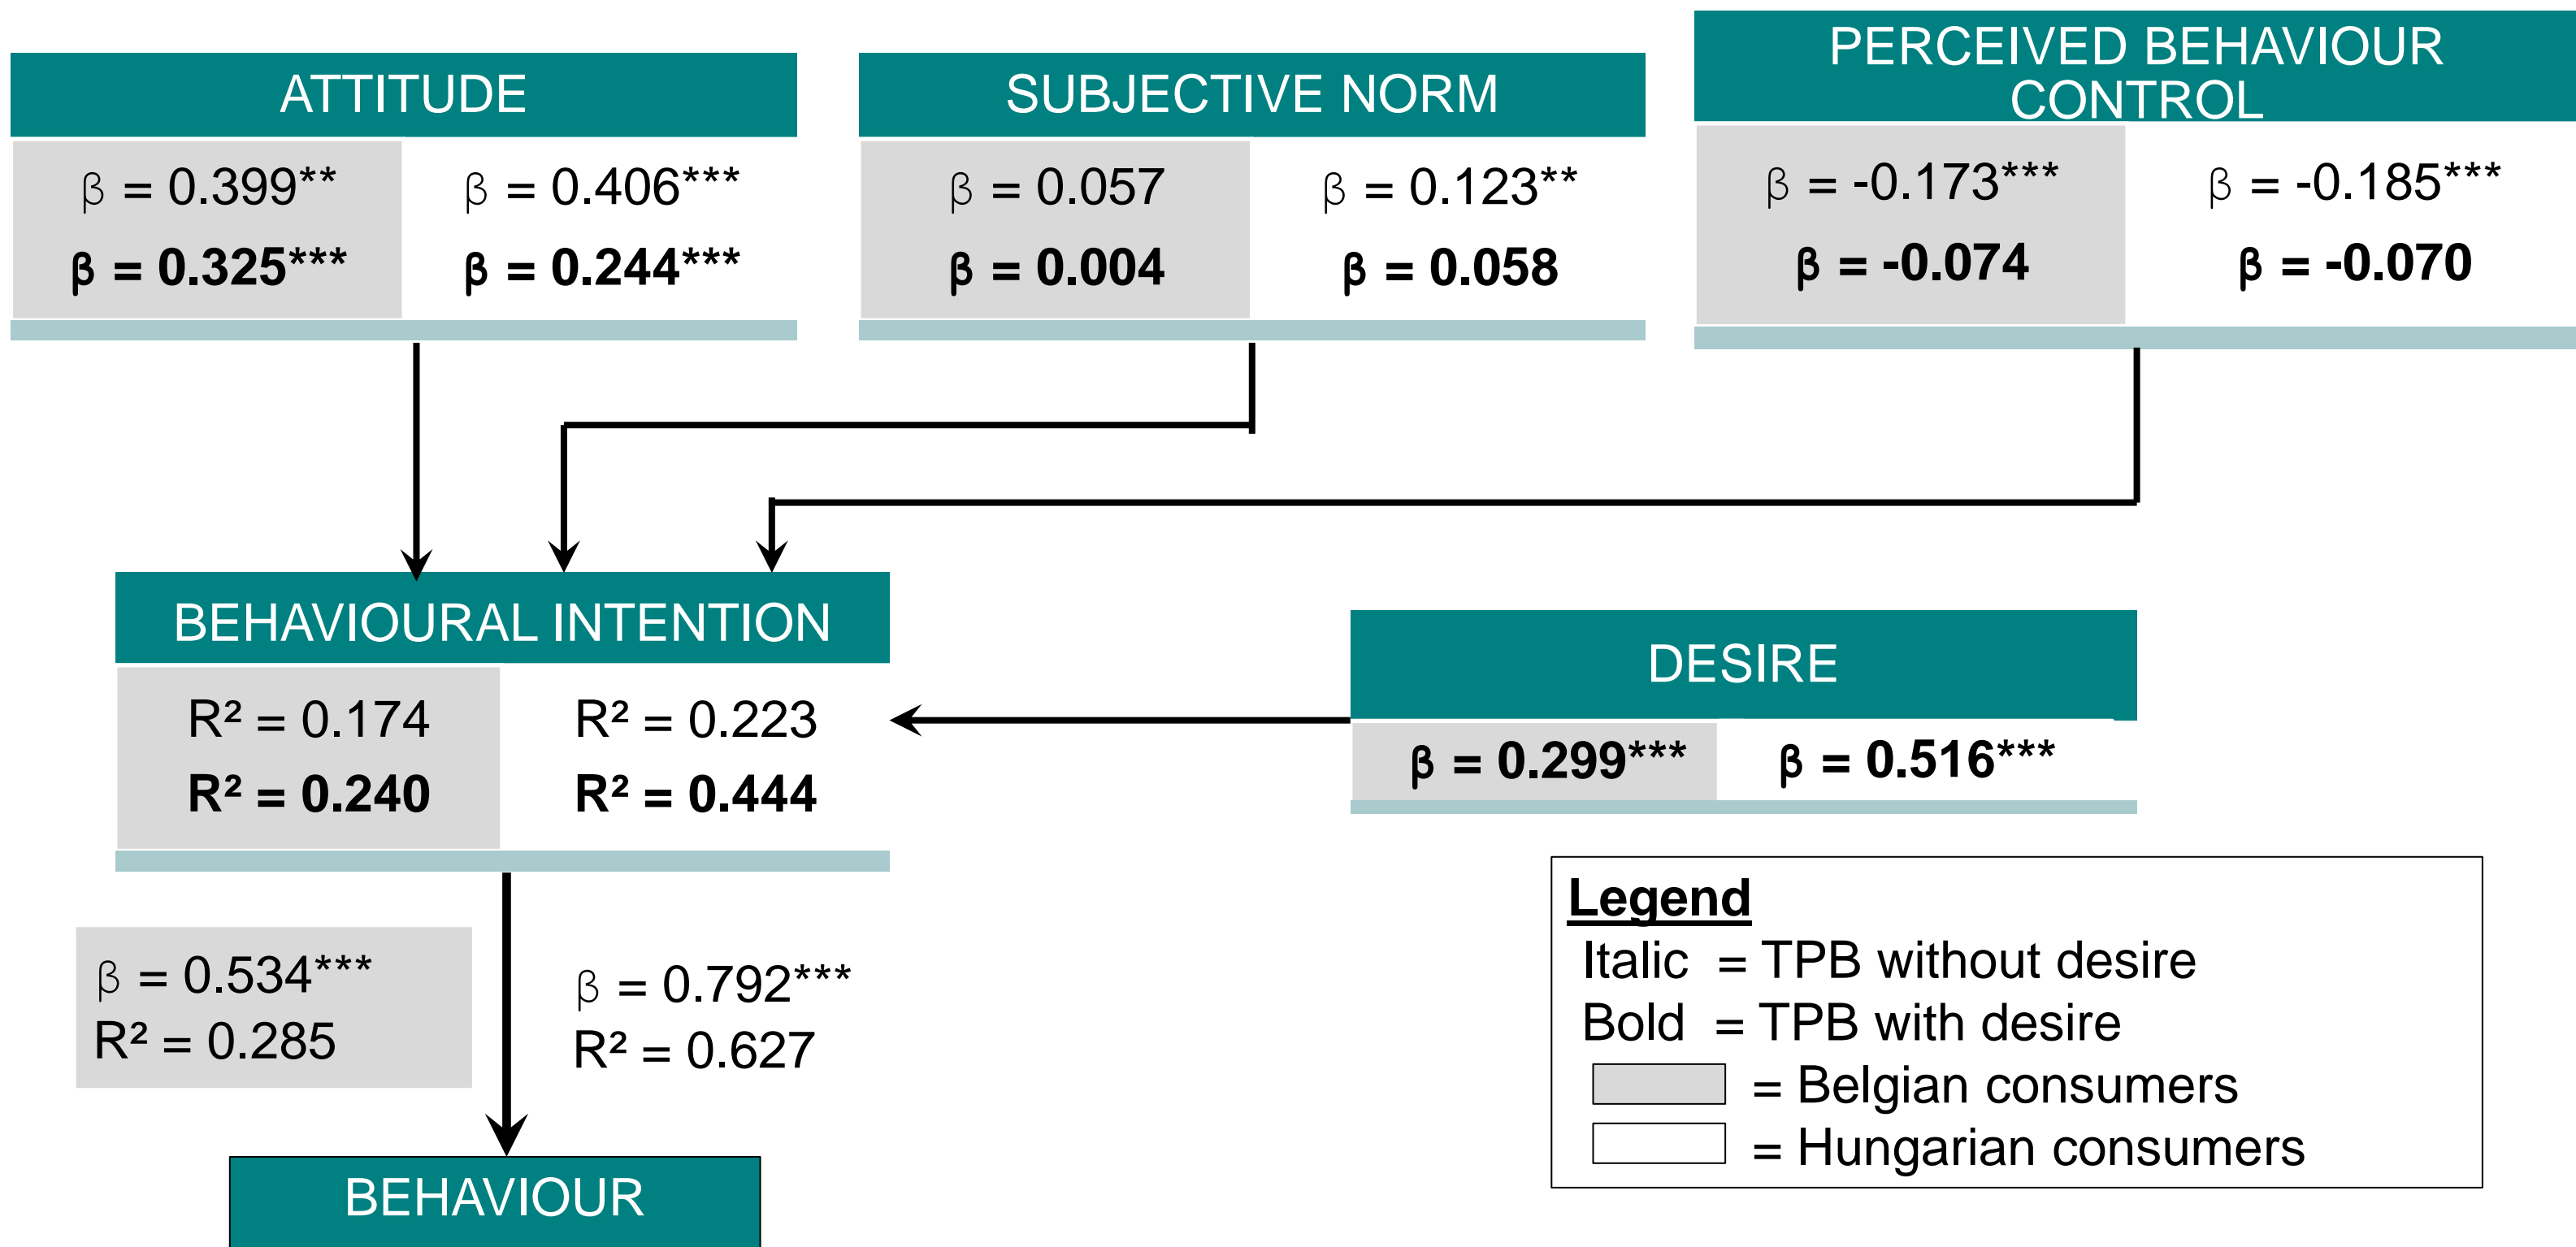 ATTITUDE
β = 0.399** β = 0.406***
β = 0.325*** β = 0.244***
SUBJECTIVE NORM
β = 0.057 β = 0.123**
β = 0.004 β = 0.058
PERCEIVED BEHAVIOUR
CONTROL
β = -0.173*** β = -0.185***
β = -0.074 β = -0.070
BEHAVIOURAL INTENTION
R² = 0.174 R² = 0.223
R² = 0.240 R² = 0.444
DESIRE
β = 0.299*** β = 0.516***
β = 0.534*** β = 0.792***
R² = 0.285 R² = 0.627
BEHAVIOUR
Legend
Italic = TPB without desire
Bold = TPB with desire
= Belgian consumers
= Hungarian consumers